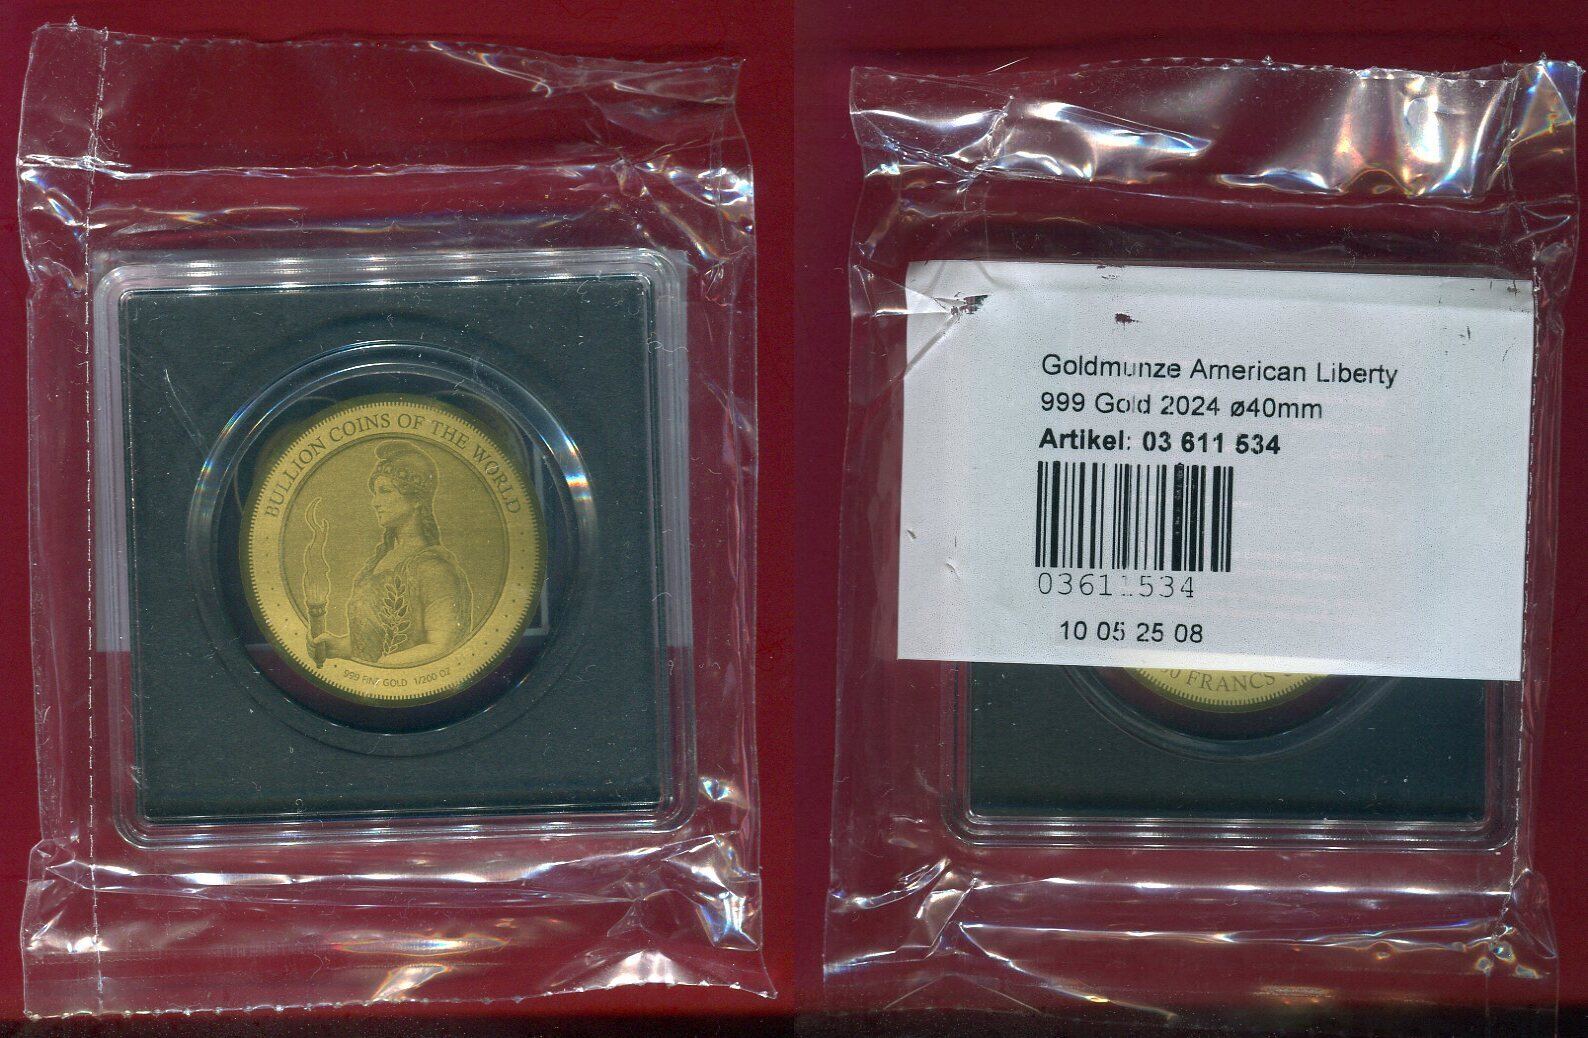 BULLION COINS OF THE WORLD
999 FINE GOLD 1/200 OZ
Goldmunze American Liberty
999 Gold 2024 ø40mm
Artikel: 03 611 534
03611534
10 05 25 08
FRANCS